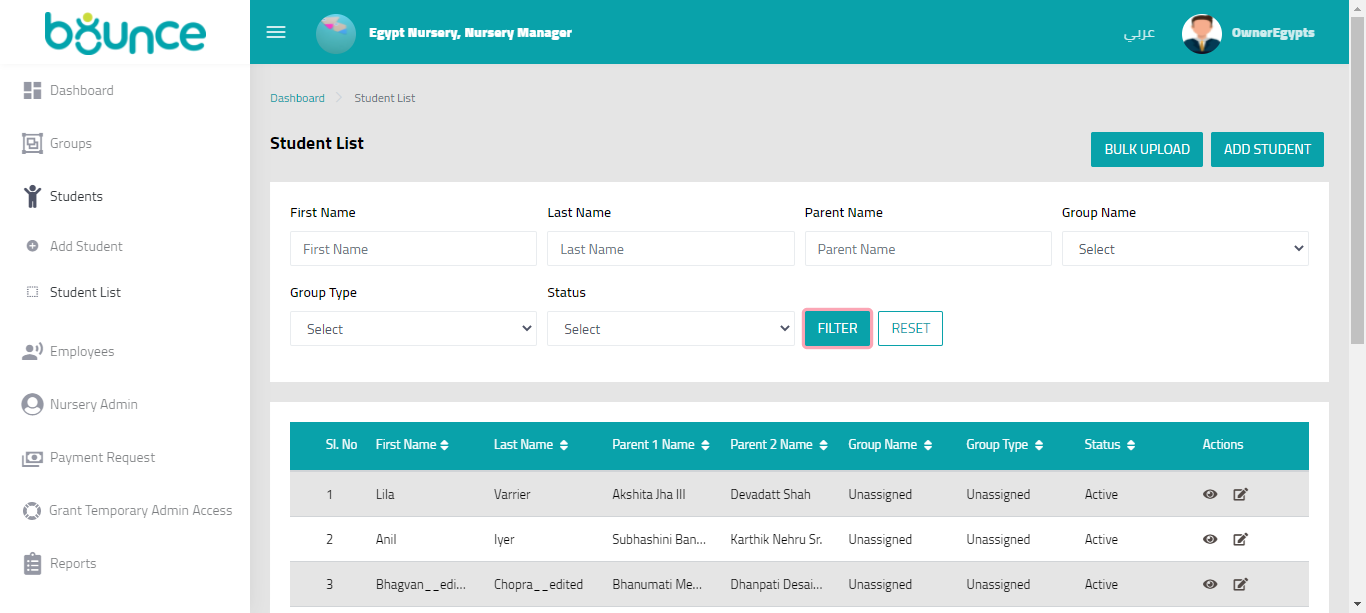 bounce
Egypt Nursery, Nursery Manager
عربي
OwnerEgypts
Dashboard
Groups
Students
Add Student
Student List
Employees
Nursery Admin
Payment Request
Grant Temporary Admin Access
Reports
Dashboard Student List
Student List
BULK UPLOAD ADD STUDENT
First Name Last Name Parent Name Group Name
First Name Last Name Parent Name Select
Group Type Status
Select Select FILTER RESET
Sl. No First Name Last Name Parent 1 Name Parent 2 Name Group Name Group Type Status Actions
1 Lila Varrier Akshita Jha III Devadatt Shah Unassigned Unassigned Active
2 Anil Iyer Subhashini Ban... Karthik Nehru Sr. Unassigned Unassigned Active
3 Bhagvan__edi... Chopra__edited Bhanumati Me... Dhanpati Desai... Unassigned Unassigned Active